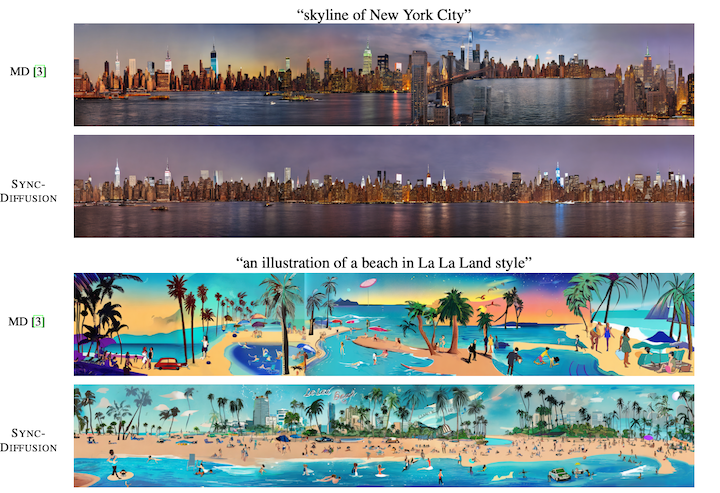 “skyline of New York City”
MD [3]
SYNC-
DIFFUSION
“an illustration of a beach in La La Land style”
MD [3]
SYNC-
DIFFUSION